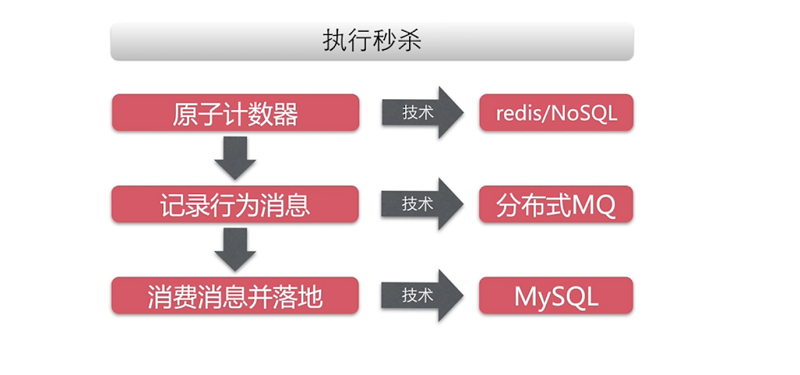 执行秒杀
原子计数器
技术
redis/NoSQL
记录行为消息
技术
分布式MQ
消费消息并落地
技术
MySQL